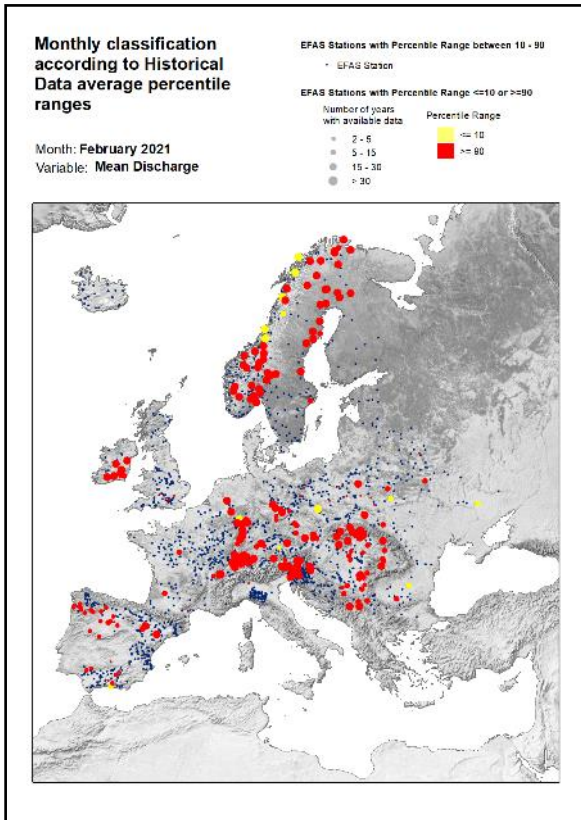 Monthly classification
according to Historical
Data average percentile
ranges
Month: February 2021
Variable: Mean Discharge
EFAS Stations with Percentile Range between 10 - 90
EFAS Station
EFAS Stations with Percentile Range <=10 or >=90
Number of years
with available data
2 - 5
5 - 15
15 - 30
> 30
Percentile Range
<= 10
>= 90